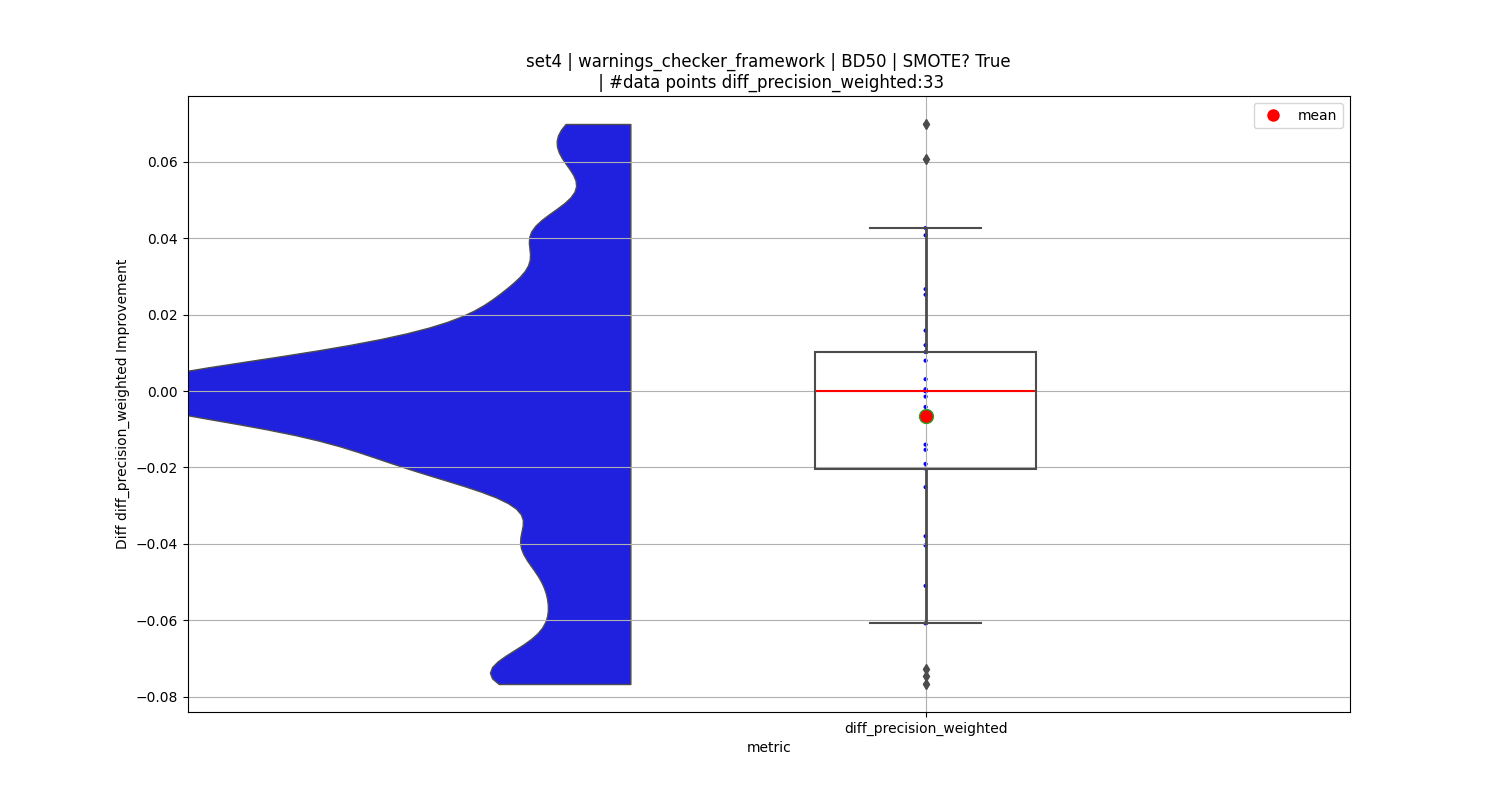 set4 | warnings_checker_framework | BD50 | SMOTE? True
| #data points diff_precision_weighted:33
mean
0.06
0.04
0.02
0.00
−0.02
−0.04
−0.06
−0.08
Diff diff_precision_weighted Improvement
diff_precision_weighted
metric